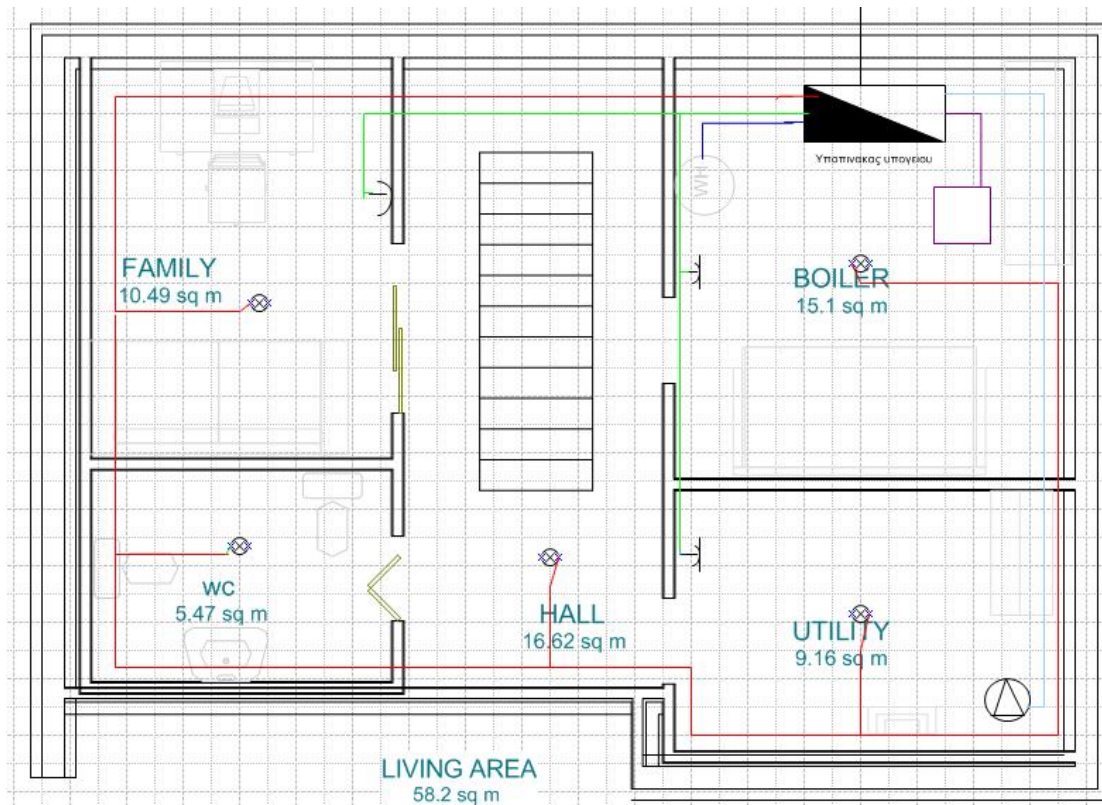 Υποπινακας υπογειου
WH
FAMILY
10.49 sq m
BOILER
15.1 sq m
WC
5.47 sq m
HALL
16.62 sq m
UTILITY
9.16 sq m
LIVING AREA
58.2 sq m